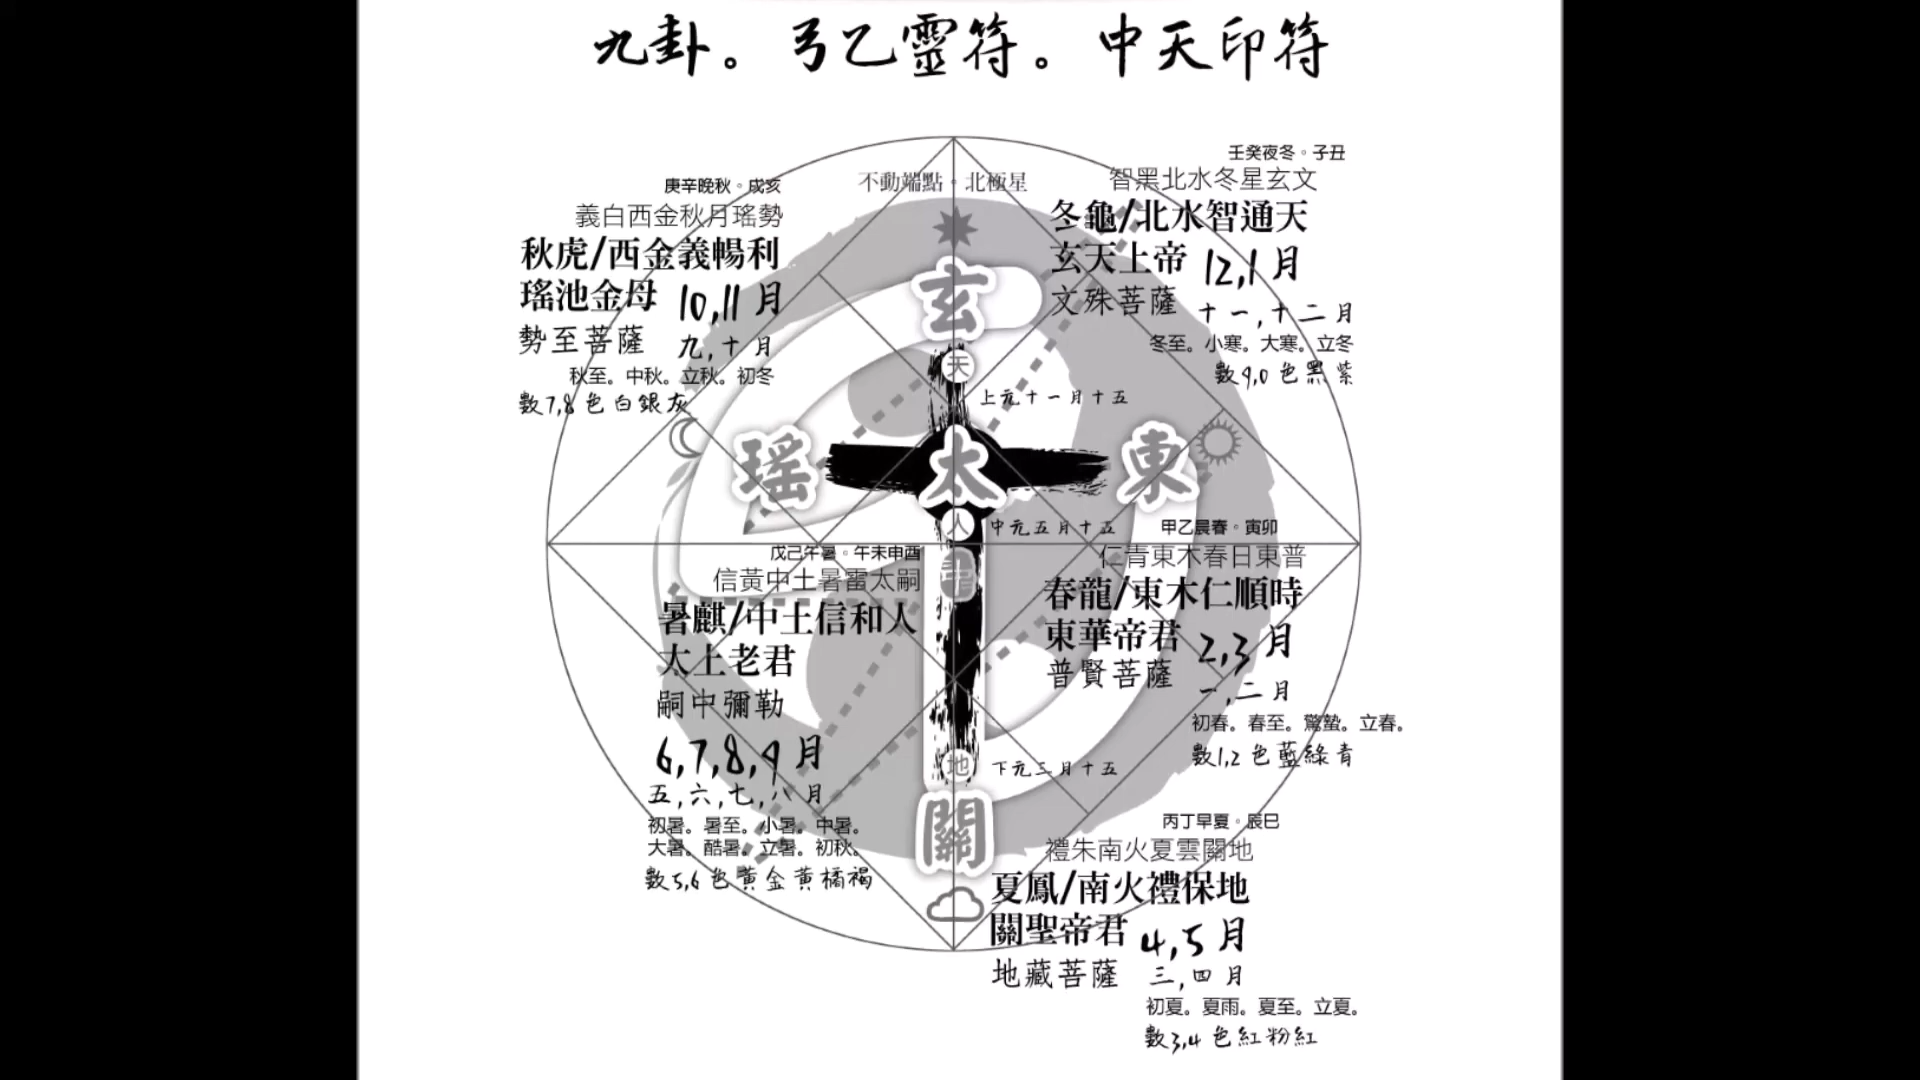 九卦。弓乙靈符。中天印符
不動端點。北極星
庚辛晚秋。戍亥
義白西金秋月瑤勢
秋虎/西金義暢利
瑤池金母 10,11月
勢至菩薩 九,十月
秋至。中秋。立秋。初冬
數7,8色白銀灰
壬癸夜冬。子丑
智黑北水冬星玄文
冬龜/北水智通天
玄天上帝 12,1月
文殊菩薩 十一,十二月
冬至。小寒。大寒。立冬
數9,0色黑紫
玄
天
上元十一月十五
瑤 太 東
人 中元五月十五
戊己午暑。午未申酉
信黃中土暑雷太嗣
暑麒/中土信和人
太上老君
嗣中彌勒
6,7,8,9月
五,六,七,八月
初暑。暑至。小暑。中暑。
大暑。酷暑。立暑。初秋。
數5,6色黃金黃橘褐
甲乙晨春。寅卯
仁青東木春日東普
春龍/東木仁順時
東華帝君 2,3月
普賢菩薩 一,二月
初春。春至。驚蟄。立春。
數1,2色藍綠青
地 下元三月十五
關
丙丁早夏。辰巳
禮朱南火夏雲關地
夏鳳/南火禮保地
關聖帝君 4,5月
地藏菩薩 三,四月
初夏。夏雨。夏至。立夏。
數3,4色紅粉紅